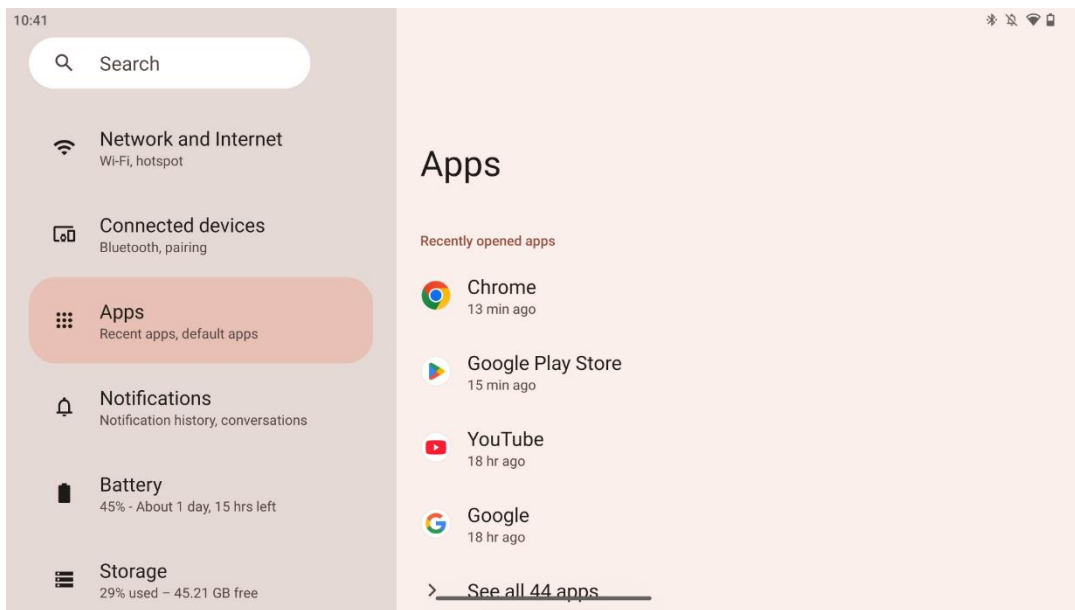 10:41
Search
Network and Internet
Wi-Fi, hotspot
Connected devices
Bluetooth, pairing
Apps
Recent apps, default apps
Notifications
Notification history, conversations
Battery
45% - About 1 day, 15 hrs left
Storage
29% used – 45.21 GB free
Apps
Recently opened apps
Chrome
13 min ago
Google Play Store
15 min ago
YouTube
18 hr ago
Google
18 hr ago
See all 44 apps